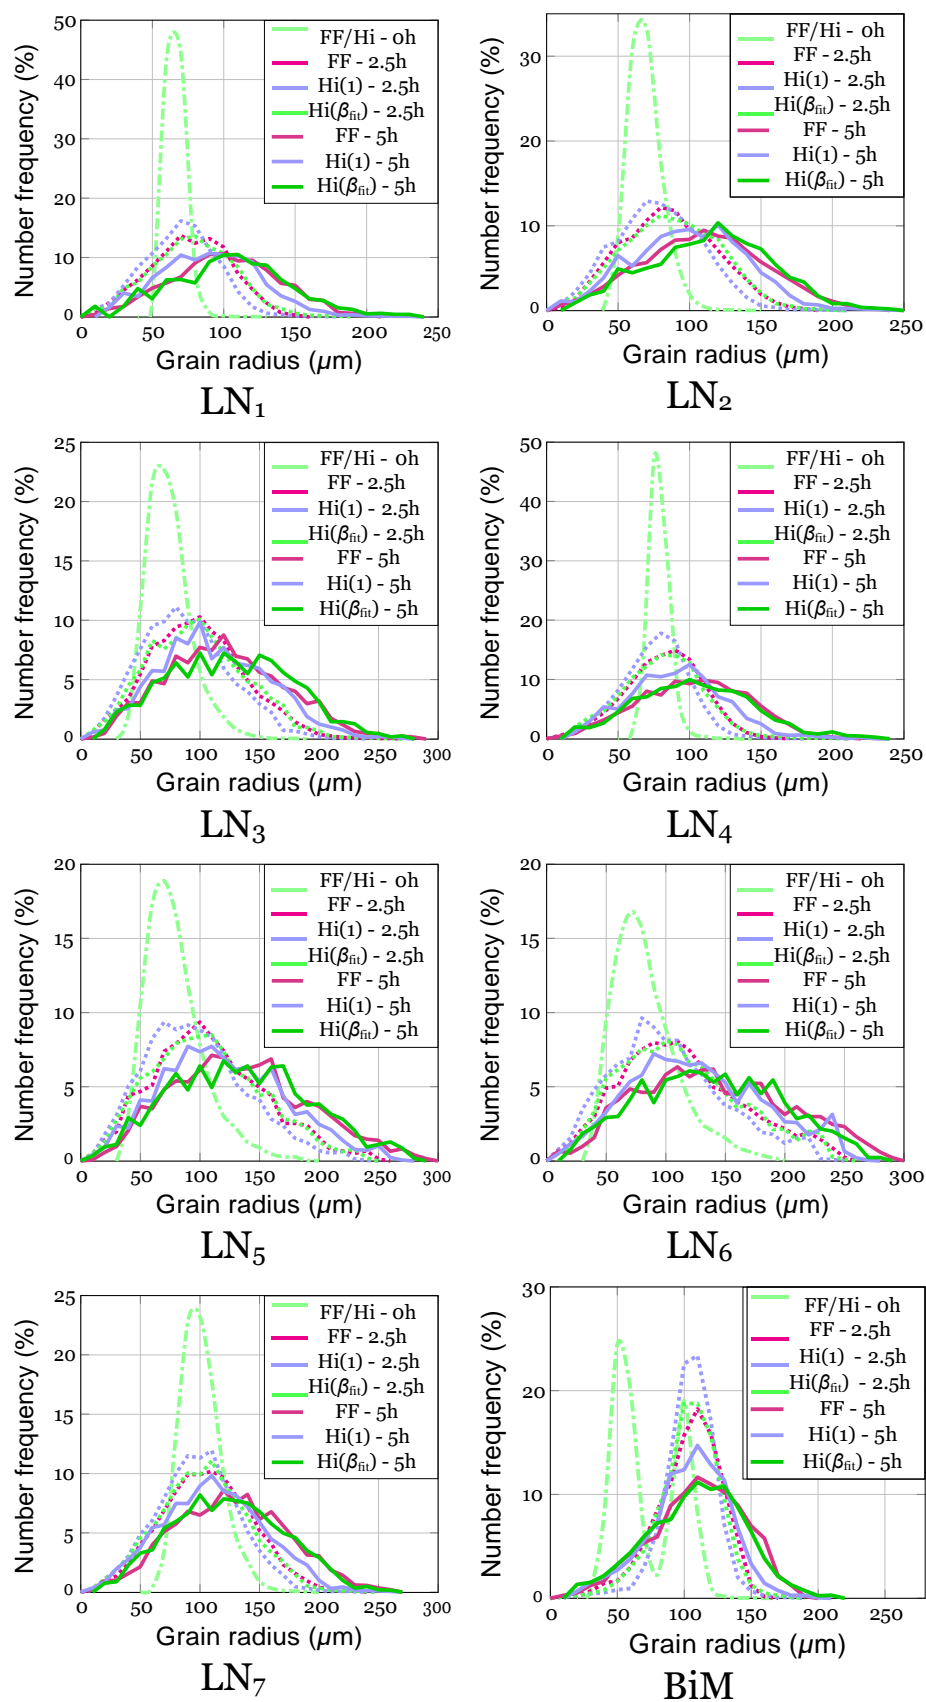 50
40
30
20
10
0
0 50 100 150 200 250
Number frequency (%)
Grain radius (μm)
FF/Hi - 0h
FF - 2.5h
Hi(1) - 2.5h
Hi(βfit) - 2.5h
FF - 5h
Hi(1) - 5h
Hi(βfit) - 5h
LN1
30
20
10
0
0 50 100 150 200 250
Number frequency (%)
Grain radius (μm)
FF/Hi - 0h
FF - 2.5h
Hi(1) - 2.5h
Hi(βfit) - 2.5h
FF - 5h
Hi(1) - 5h
Hi(βfit) - 5h
LN2
25
20
15
10
5
0
0 50 100 150 200 250 300
Number frequency (%)
Grain radius (μm)
FF/Hi - 0h
FF - 2.5h
Hi(1) - 2.5h
Hi(βfit) - 2.5h
FF - 5h
Hi(1) - 5h
Hi(βfit) - 5h
LN3
50
40
30
20
10
0
0 50 100 150 200 250
Number frequency (%)
Grain radius (μm)
FF/Hi - 0h
FF - 2.5h
Hi(1) - 2.5h
Hi(βfit) - 2.5h
FF - 5h
Hi(1) - 5h
Hi(βfit) - 5h
LN4
20
15
10
5
0
0 50 100 150 200 250 300
Number frequency (%)
Grain radius (μm)
FF/Hi - 0h
FF - 2.5h
Hi(1) - 2.5h
Hi(βfit) - 2.5h
FF - 5h
Hi(1) - 5h
Hi(βfit) - 5h
LN5
20
15
10
5
0
0 50 100 150 200 250 300
Number frequency (%)
Grain radius (μm)
FF/Hi - 0h
FF - 2.5h
Hi(1) - 2.5h
Hi(βfit) - 2.5h
FF - 5h
Hi(1) - 5h
Hi(βfit) - 5h
LN6
25
20
15
10
5
0
0 50 100 150 200 250 300
Number frequency (%)
Grain radius (μm)
FF/Hi - 0h
FF - 2.5h
Hi(1) - 2.5h
Hi(βfit) - 2.5h
FF - 5h
Hi(1) - 5h
Hi(βfit) - 5h
LN7
30
20
10
0
0 50 100 150 200 250
Number frequency (%)
Grain radius (μm)
FF/Hi - 0h
FF - 2.5h
Hi(1) - 2.5h
Hi(βfit) - 2.5h
FF - 5h
Hi(1) - 5h
Hi(βfit) - 5h
BiM